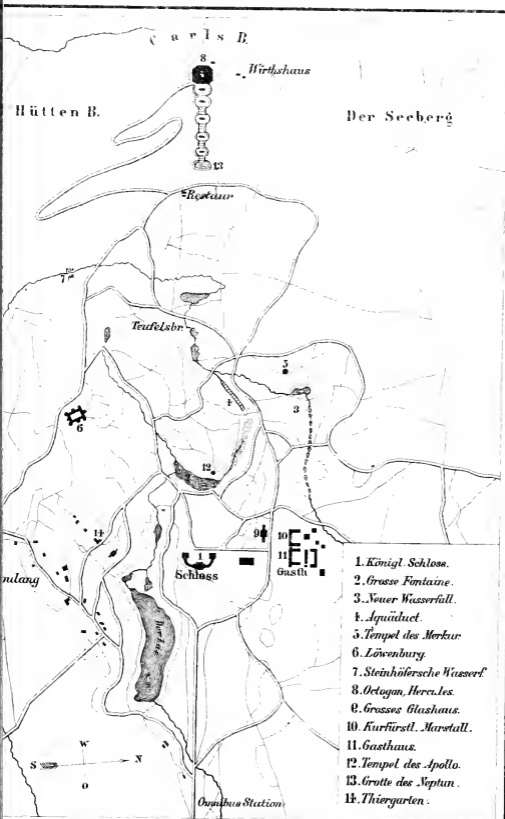 Carls B.
8
Wirthshaus
Hütten B.
Der Seeberg
13
Restaur
7
Teufelsbr.
5
4
3
6
12
14
9
10
1
11
Schloss
Gasth
ulang
Der Lac
W
S
N
O
Omnibus Station
1. Königl. Schloss.
2. Grosse Fontaine.
3. Neuer Wasserfall.
4. Aquäduct.
5. Tempel des Merkur
6. Löwenburg.
7. Steinhöfersche Wasserf.
8. Octogon, Hercules.
9. Grosses Glashaus.
10. Kurfürstl. Marstall.
11. Gasthaus.
12. Tempel des Apollo.
13. Grotte des Neptun.
14. Thiergarten.